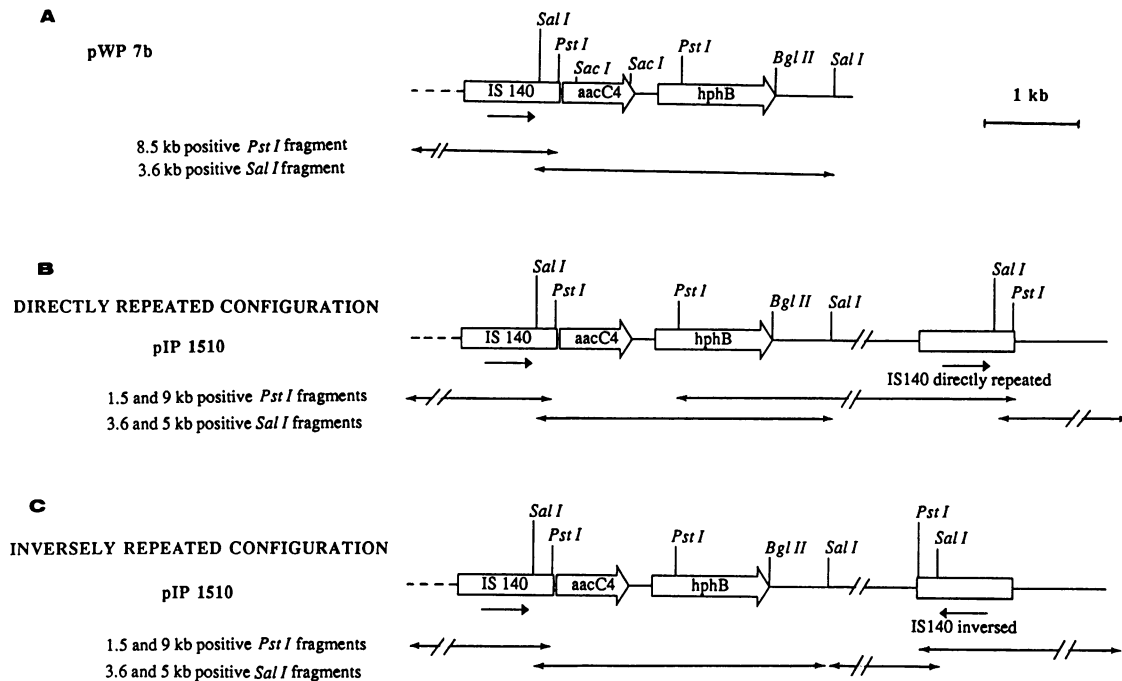 A
pWP 7b
Sal I
Pst I
Sac I
Sac I
Pst I
Bgl II
Sal I
IS 140
aacC4
hphB
1 kb
8.5 kb positive Pst I fragment
3.6 kb positive Sal I fragment
B
DIRECTLY REPEATED CONFIGURATION
pIP 1510
Sal I
Pst I
Pst I
Bgl II
Sal I
Sal I
Pst I
IS 140
aacC4
hphB
IS140 directly repeated
1.5 and 9 kb positive Pst I fragments
3.6 and 5 kb positive Sal I fragments
C
INVERSELY REPEATED CONFIGURATION
pIP 1510
Sal I
Pst I
Pst I
Bgl II
Sal I
Pst I
Sal I
IS 140
aacC4
hphB
IS140 inversed
1.5 and 9 kb positive Pst I fragments
3.6 and 5 kb positive Sal I fragments